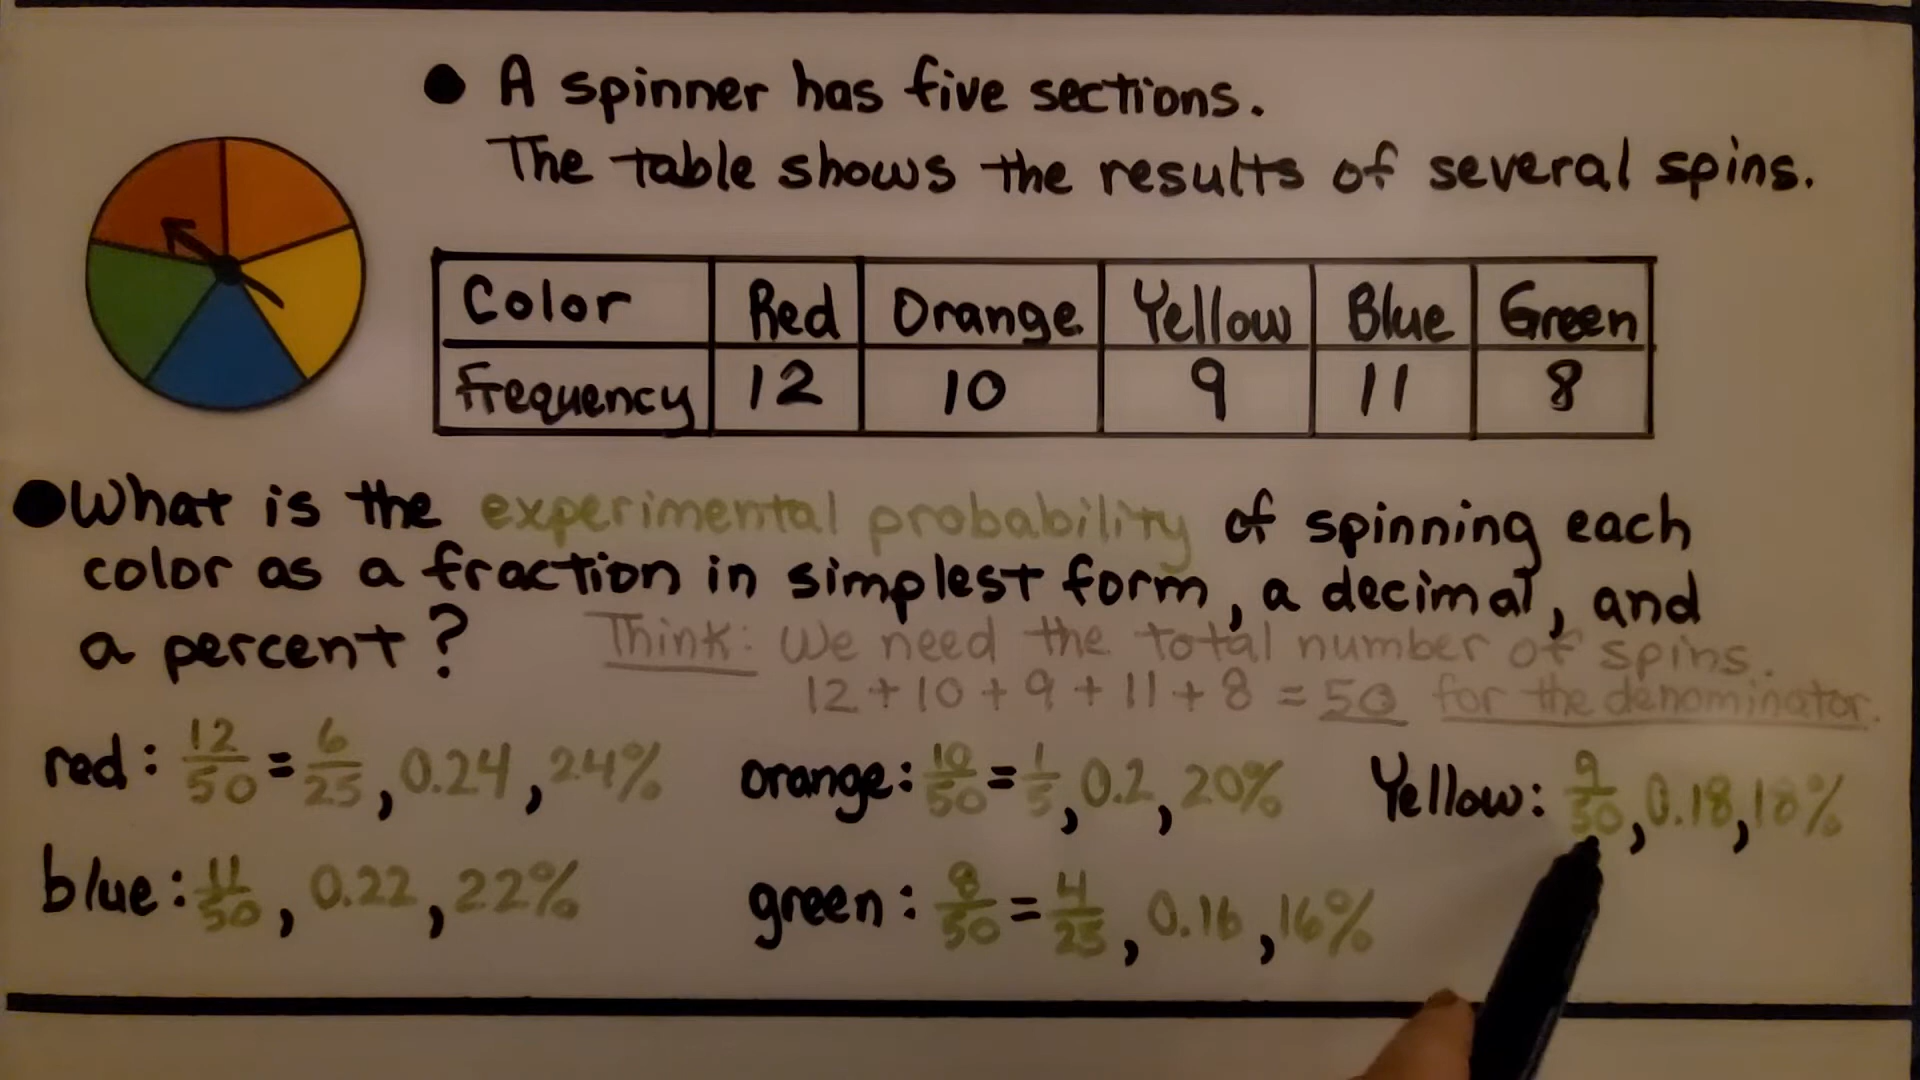 ● A spinner has five sections.
The table shows the results of several spins.
Color Red Orange Yellow Blue Green
Frequency 12 10 9 11 8
● What is the experimental probability of spinning each
color as a fraction in simplest form, a decimal, and
a percent?
Think: We need the total number of spins.
12 + 10 + 9 + 11 + 8 = 50 for the denominator.
red: 12/50 = 6/25, 0.24, 24%
orange: 10/50 = 1/5, 0.2, 20%
Yellow: 9/50, 0.18, 18%
blue: 11/50, 0.22, 22%
green: 8/50 = 4/25, 0.16, 16%